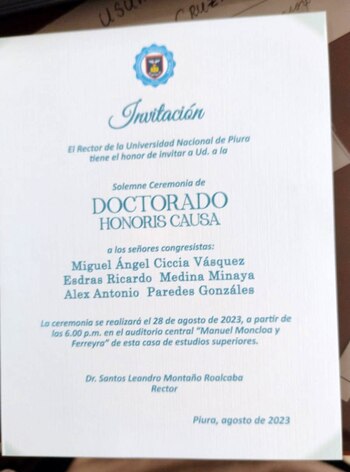 Invitación
El Rector de la Universidad Nacional de Piura
tiene el honor de invitar a Ud. a la
Solemne Ceremonia de
DOCTORADO
HONORIS CAUSA
a los señores congresistas:
Miguel Ángel Ciccia Vásquez
Esdras Ricardo Medina Minaya
Alex Antonio Paredes Gonzáles
La ceremonia se realizará el 28 de agosto de 2023, a partir de
las 6.00 p.m. en el auditorio central "Manuel Moncloa y
Ferreyra" de esta casa de estudios superiores.
Dr. Santos Leandro Montaño Roalcaba
Rector
Piura, agosto de 2023